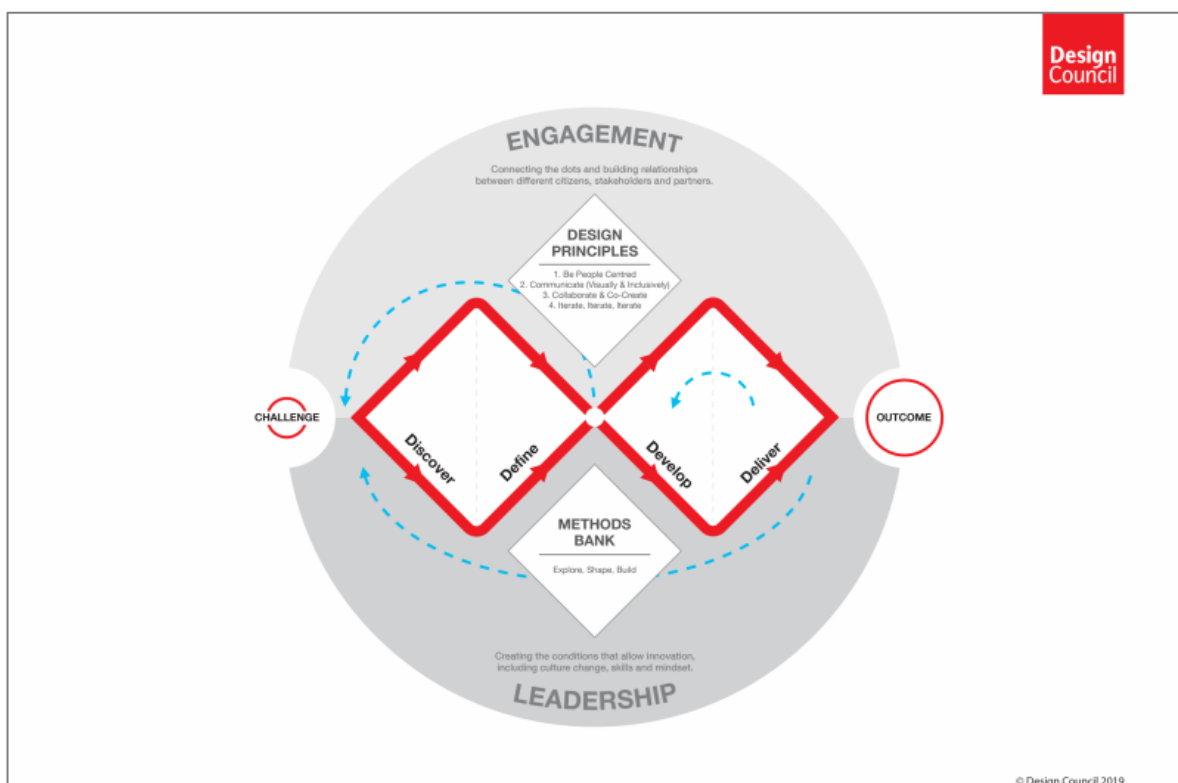 Design
Council
ENGAGEMENT
Connecting the dots and building relationships
between different citizens, stakeholders and partners.
DESIGN
PRINCIPLES
1. Be People Centred
2. Communicate (Visually & Inclusively)
3. Collaborate & Co-Create
4. Iterate, Iterate, Iterate
CHALLENGE
OUTCOME
Discover
Define
Develop
Deliver
METHODS
BANK
Explore, Shape, Build
Creating the conditions that allow innovation,
including culture change, skills and mindset.
LEADERSHIP
© Design Council 2019